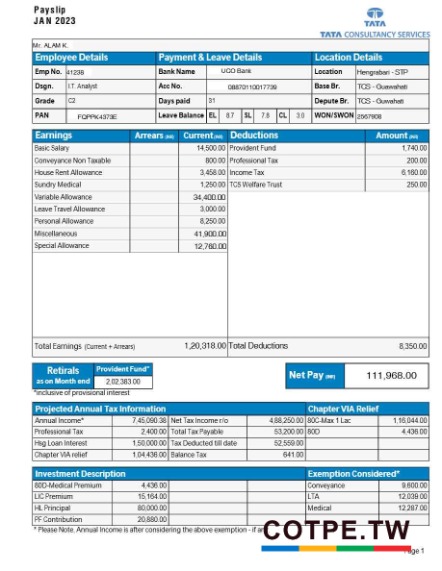 Payslip
JAN 2023
TATA
TATA CONSULTANCY SERVICES
Mr. ALAM K.
Employee Details Payment & Leave Details Location Details
Emp No. 41238 Bank Name UCO Bank Location Hengrabari - STP
Dsgn. I.T. Analyst Acc No. 08870110017739 Base Br. TCS - Guawahati
Grade C2 Days paid 31 Depute Br. TCS - Guwahati
PAN FQPPK4373E Leave Balance EL 8.7 SL 7.8 CL 3.0 WON/SWON 2567808
Earnings Arrears (INR) Current (INR) Deductions Amount (INR)
Basic Salary 14,500.00 Provident Fund 1,740.00
Conveyance Non Taxable 800.00 Professional Tax 200.00
House Rent Allowance 3,458.00 Income Tax 6,160.00
Sundry Medical 1,250.00 TCS Welfare Trust 250.00
Variable Allowance 34,400.00
Leave Travel Allowance 3,000.00
Personal Allowance 8,250.00
Miscellaneous 41,900.00
Special Allowance 12,760.00
Total Earnings (Current + Arrears) 1,20,318.00 Total Deductions 8,350.00
Retirals Provident Fund* Net Pay (INR) 111,968.00
as on Month end 2,02,383.00
*inclusive of provisional interest
Projected Annual Tax Information Chapter VIA Relief
Annual Income* 7,45,090.38 Net Tax Income r/o 4,88,250.00 80C-Max 1 Lac 1,16,044.00
Professional Tax 2,400.00 Total Tax Payable 53,200.00 80D 4,436.00
Hsg Loan Interest 1,50,000.00 Tax Deducted till date 52,559.00
Chapter VIA relief 1,04,436.00 Balance Tax 641.00
Investment Description Exemption Considered*
80D-Medical Premium 4,436.00 Conveyance 9,600.00
LIC Premium 15,164.00 LTA 12,039.00
HL Principal 80,000.00 Medical 12,287.00
PF Contribution 20,880.00
* Please Note, Annual Income is after considering the above exemption - if any
COTPE.TW
Page 1